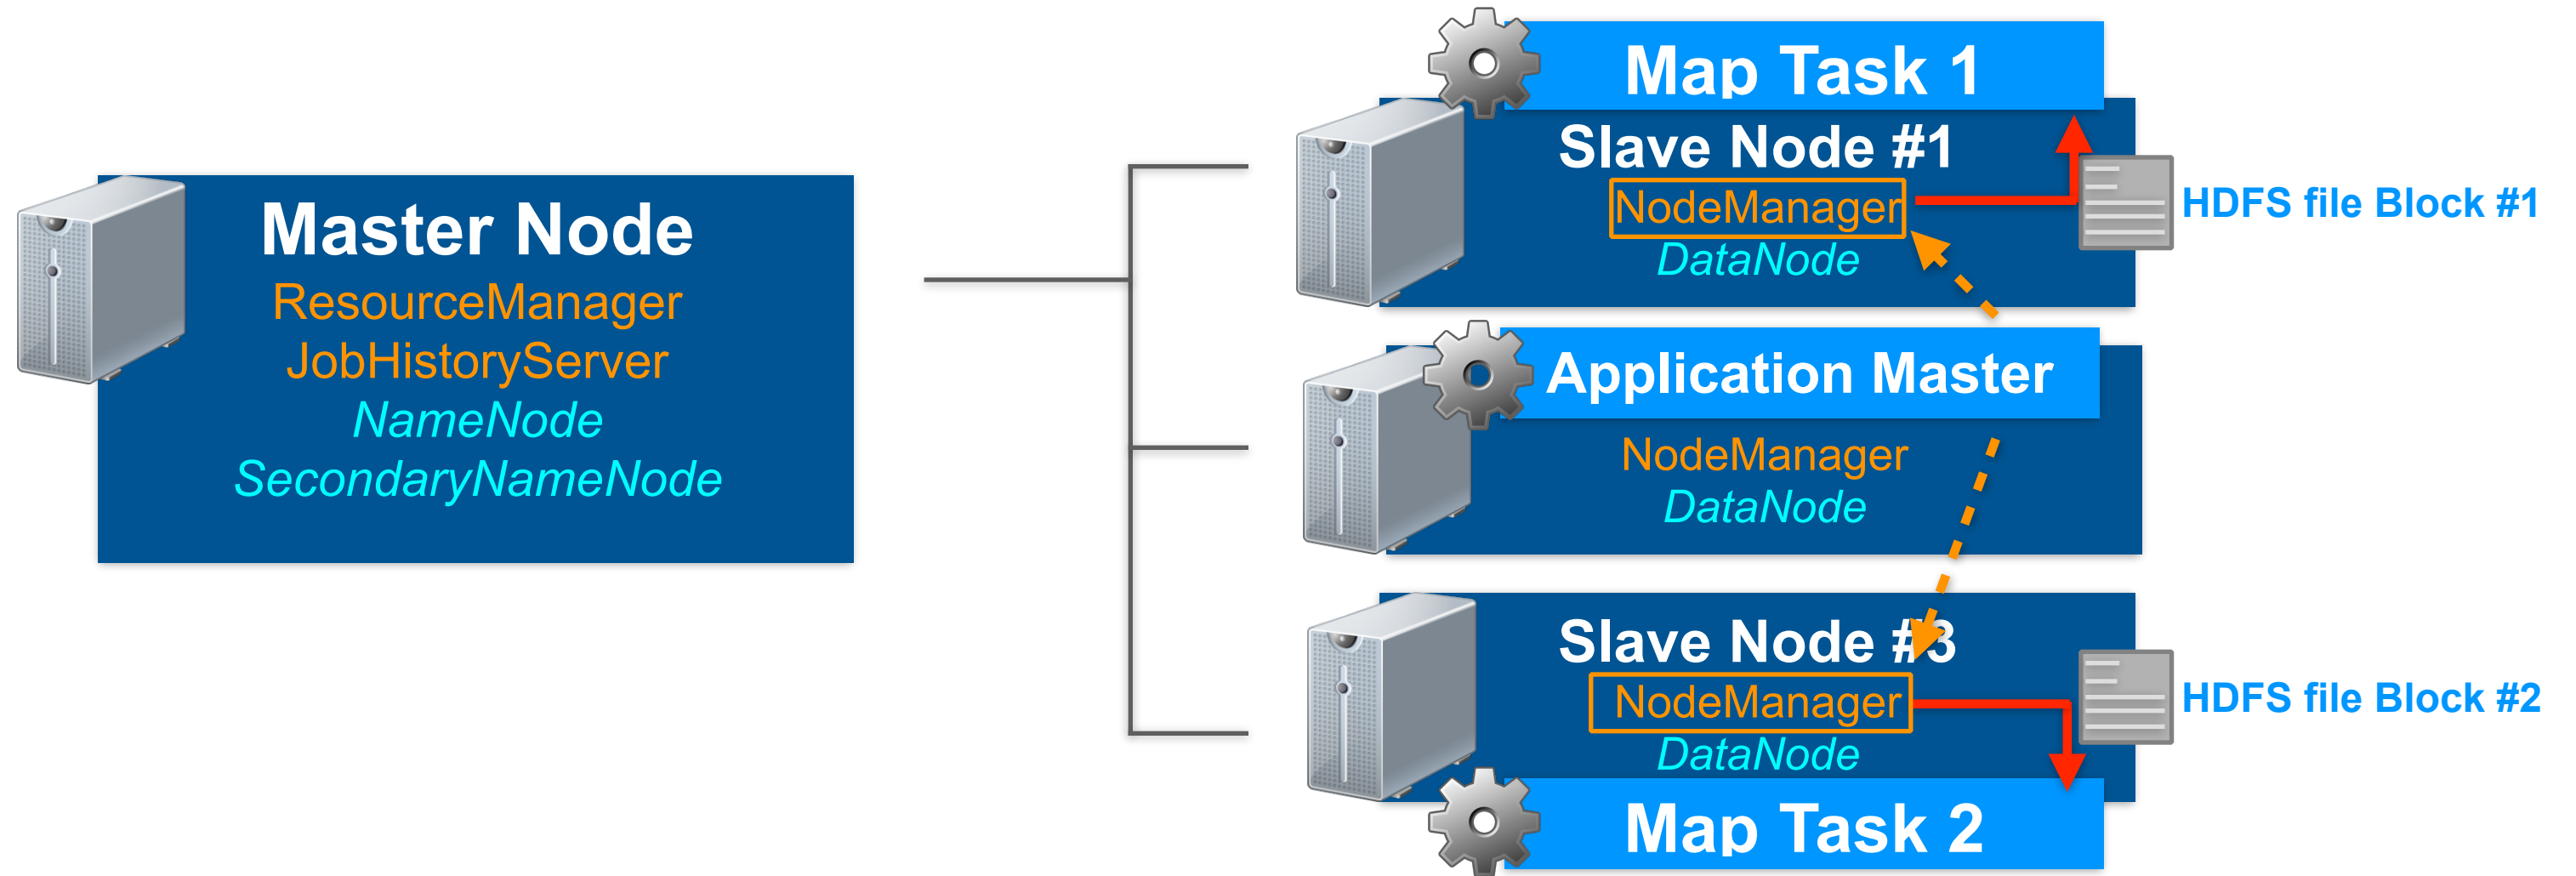 Master Node
ResourceManager
JobHistoryServer
NameNode
SecondaryNameNode
Map Task 1
Slave Node #1
NodeManager
DataNode
HDFS file Block #1
Application Master
NodeManager
DataNode
Slave Node #3
NodeManager
DataNode
HDFS file Block #2
Map Task 2